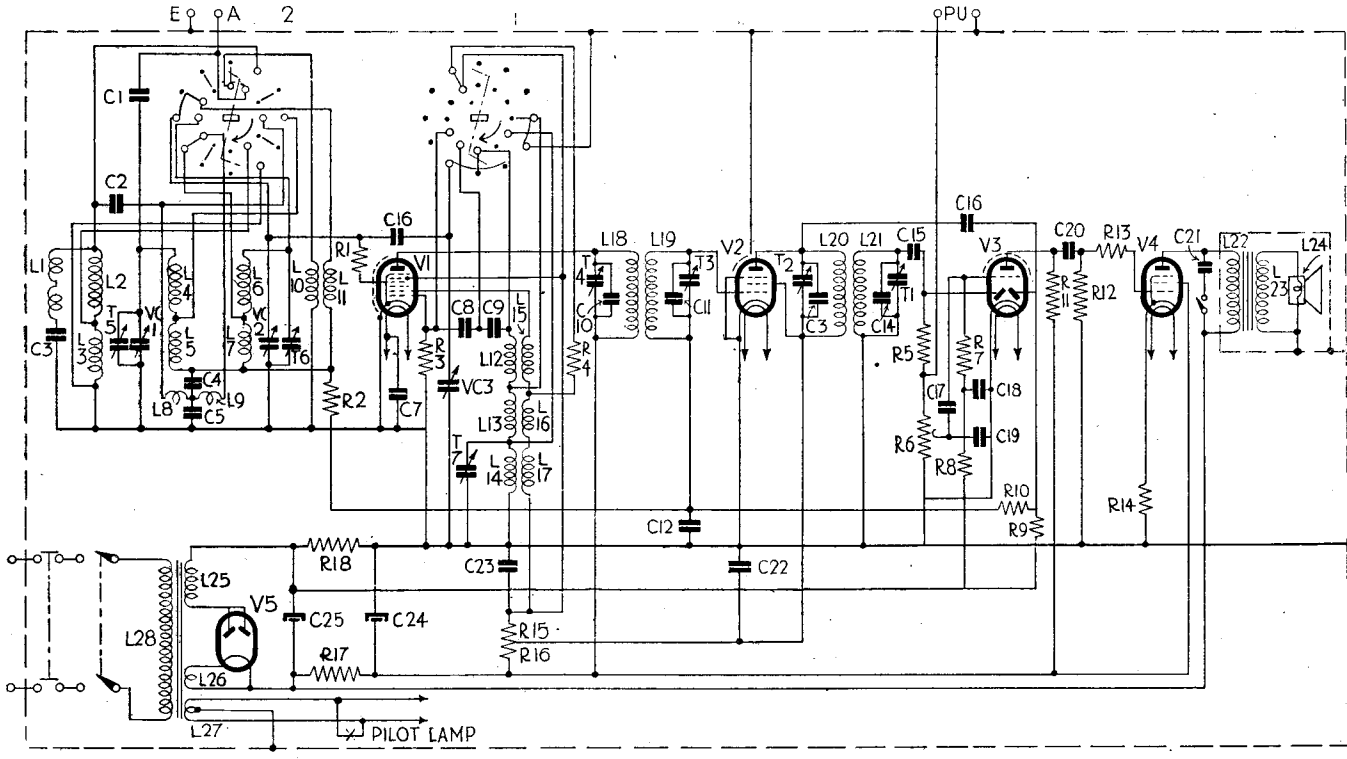 E A 2 PU
C1
C2
L1
L2
L3
C3
T5
VC1
L4
L5
L6
L7
VC2
T6
L10
L11
C4
C5
L8
L9
R1
C16
V1
R2
R3
C7
C8
C9
VC3
L15
L12
L13
L14
L16
L17
T7
R4
L18
L19
T4
C10
T3
C11
V2
T2
C3
L20
L21
C14
T1
C15
C16
V3
R5
R6
R7
C17
C18
C19
R8
R11
C20
R12
R13
V4
C21
L22
L23
L24
R10
R9
R14
C12
C22
C23
R15
R16
R18
C25
C24
R17
L25
V5
L28
L26
L27
X PILOT LAMP